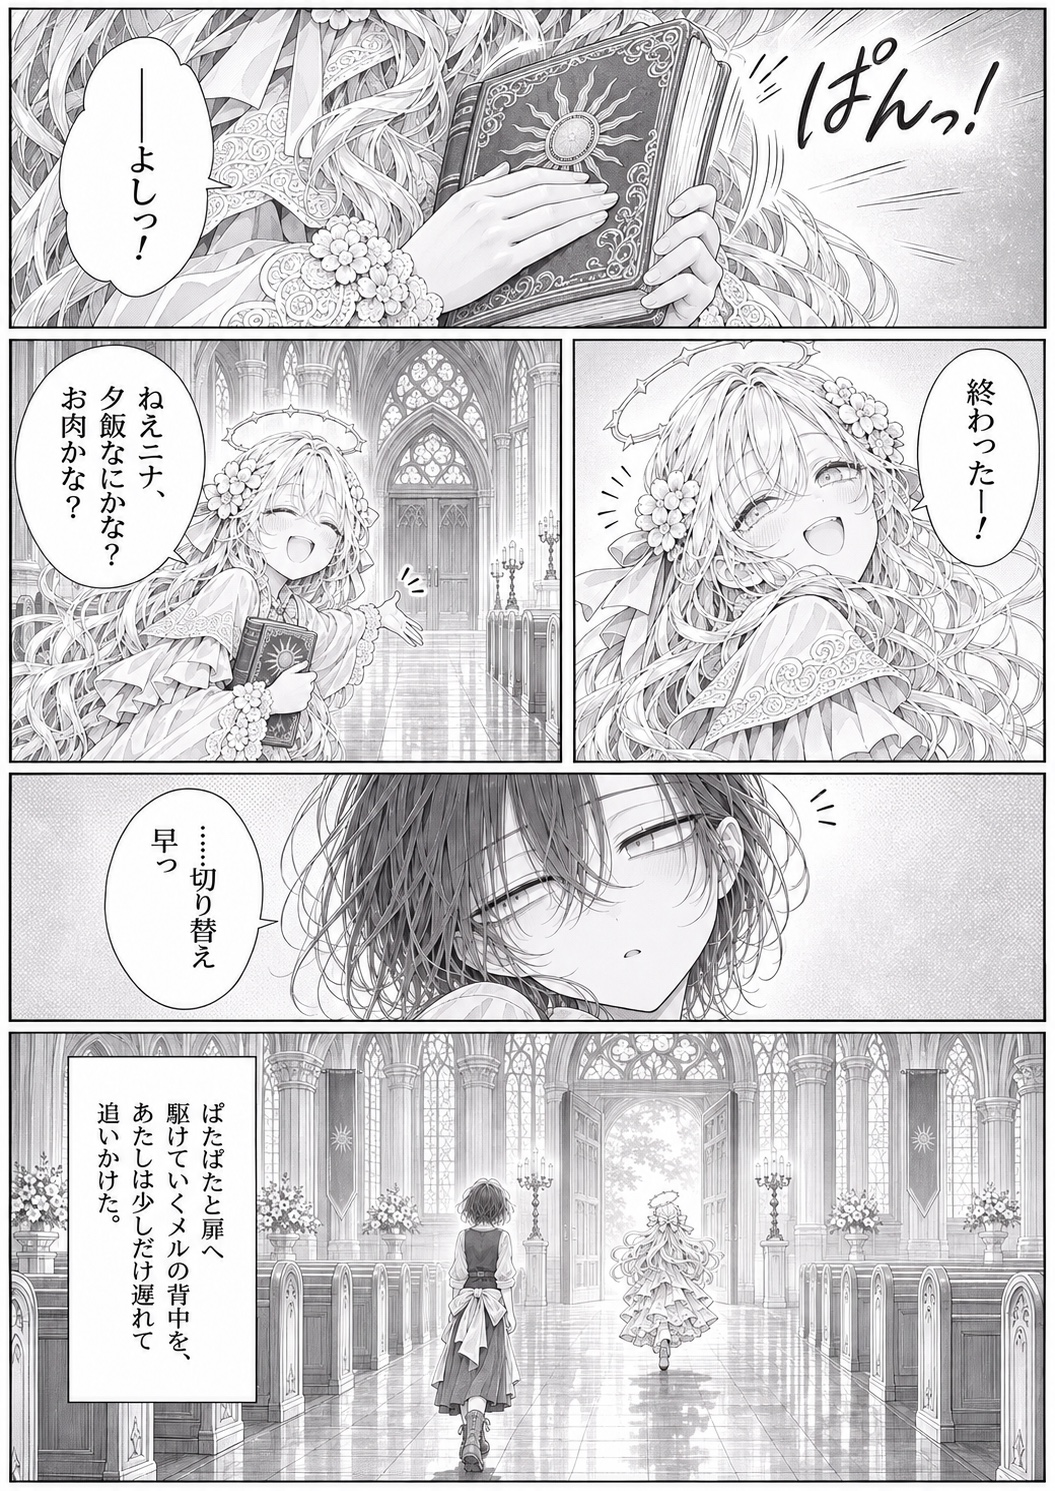 ぱんっ！
――よしっ！
終わったー！
ねえニナ、
夕飯なにかな？
お肉かな？
……切り替え
早っ
ぱたぱたと扉へ
駆けていくメルの背中を、
あたしは少しだけ遅れて
追いかけた。